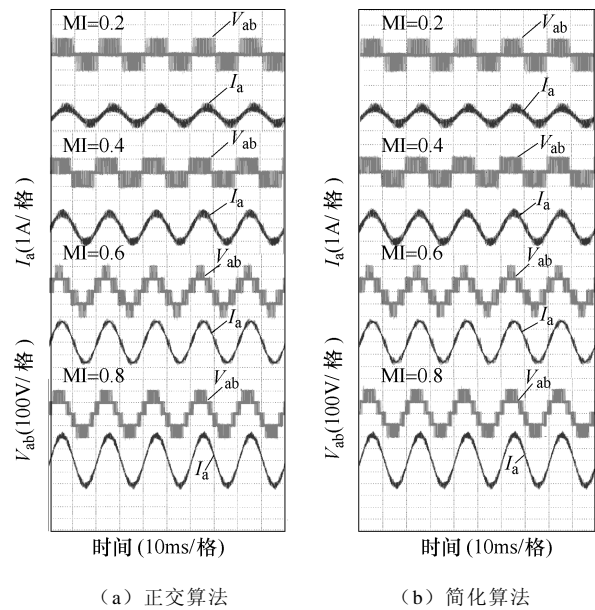 MI=0.2
Vab
Ia
MI=0.4
Vab
Ia
MI=0.6
Vab
Ia
MI=0.8
Vab
Ia
Ia(1A/格)
Vab(100V/格)
时间(10ms/格)
(a) 正交算法
MI=0.2
Vab
Ia
MI=0.4
Vab
Ia
MI=0.6
Vab
Ia
MI=0.8
Vab
Ia
Ia(1A/格)
Vab(100V/格)
时间(10ms/格)
(b) 简化算法